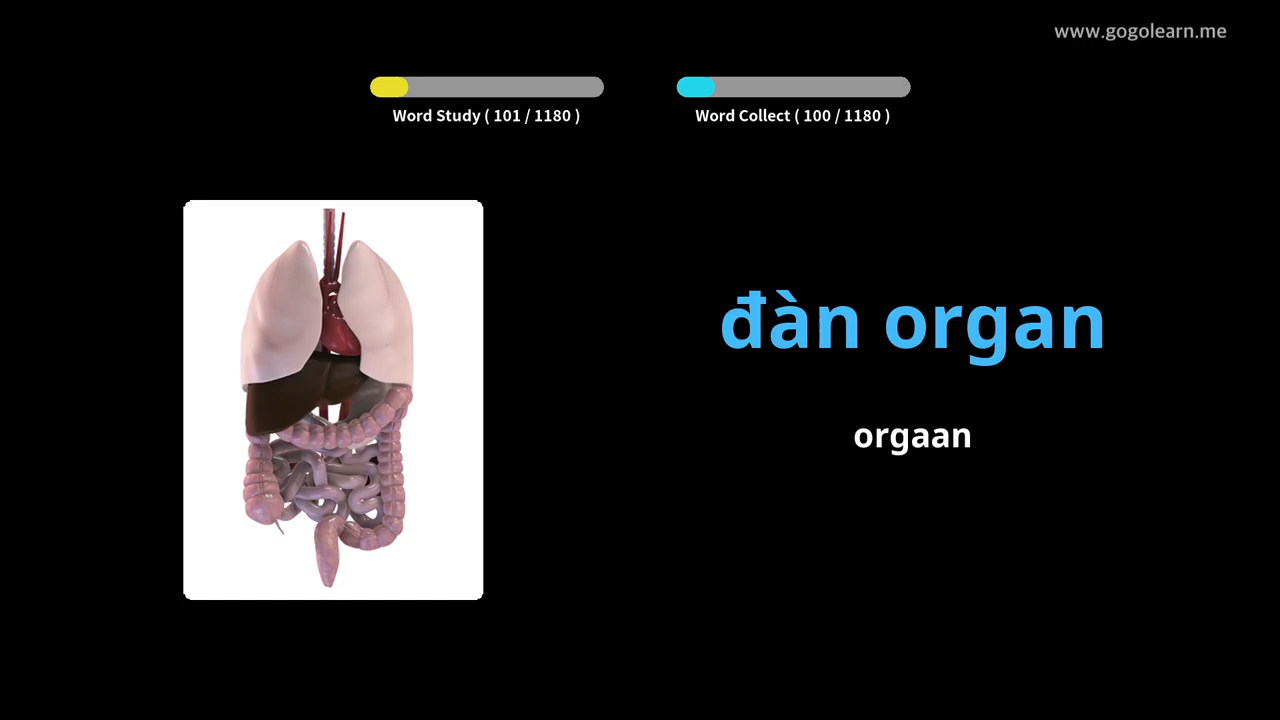 www.gogolearn.me
Word Study ( 101 / 1180 )
Word Collect ( 100 / 1180 )
đàn organ
orgaan